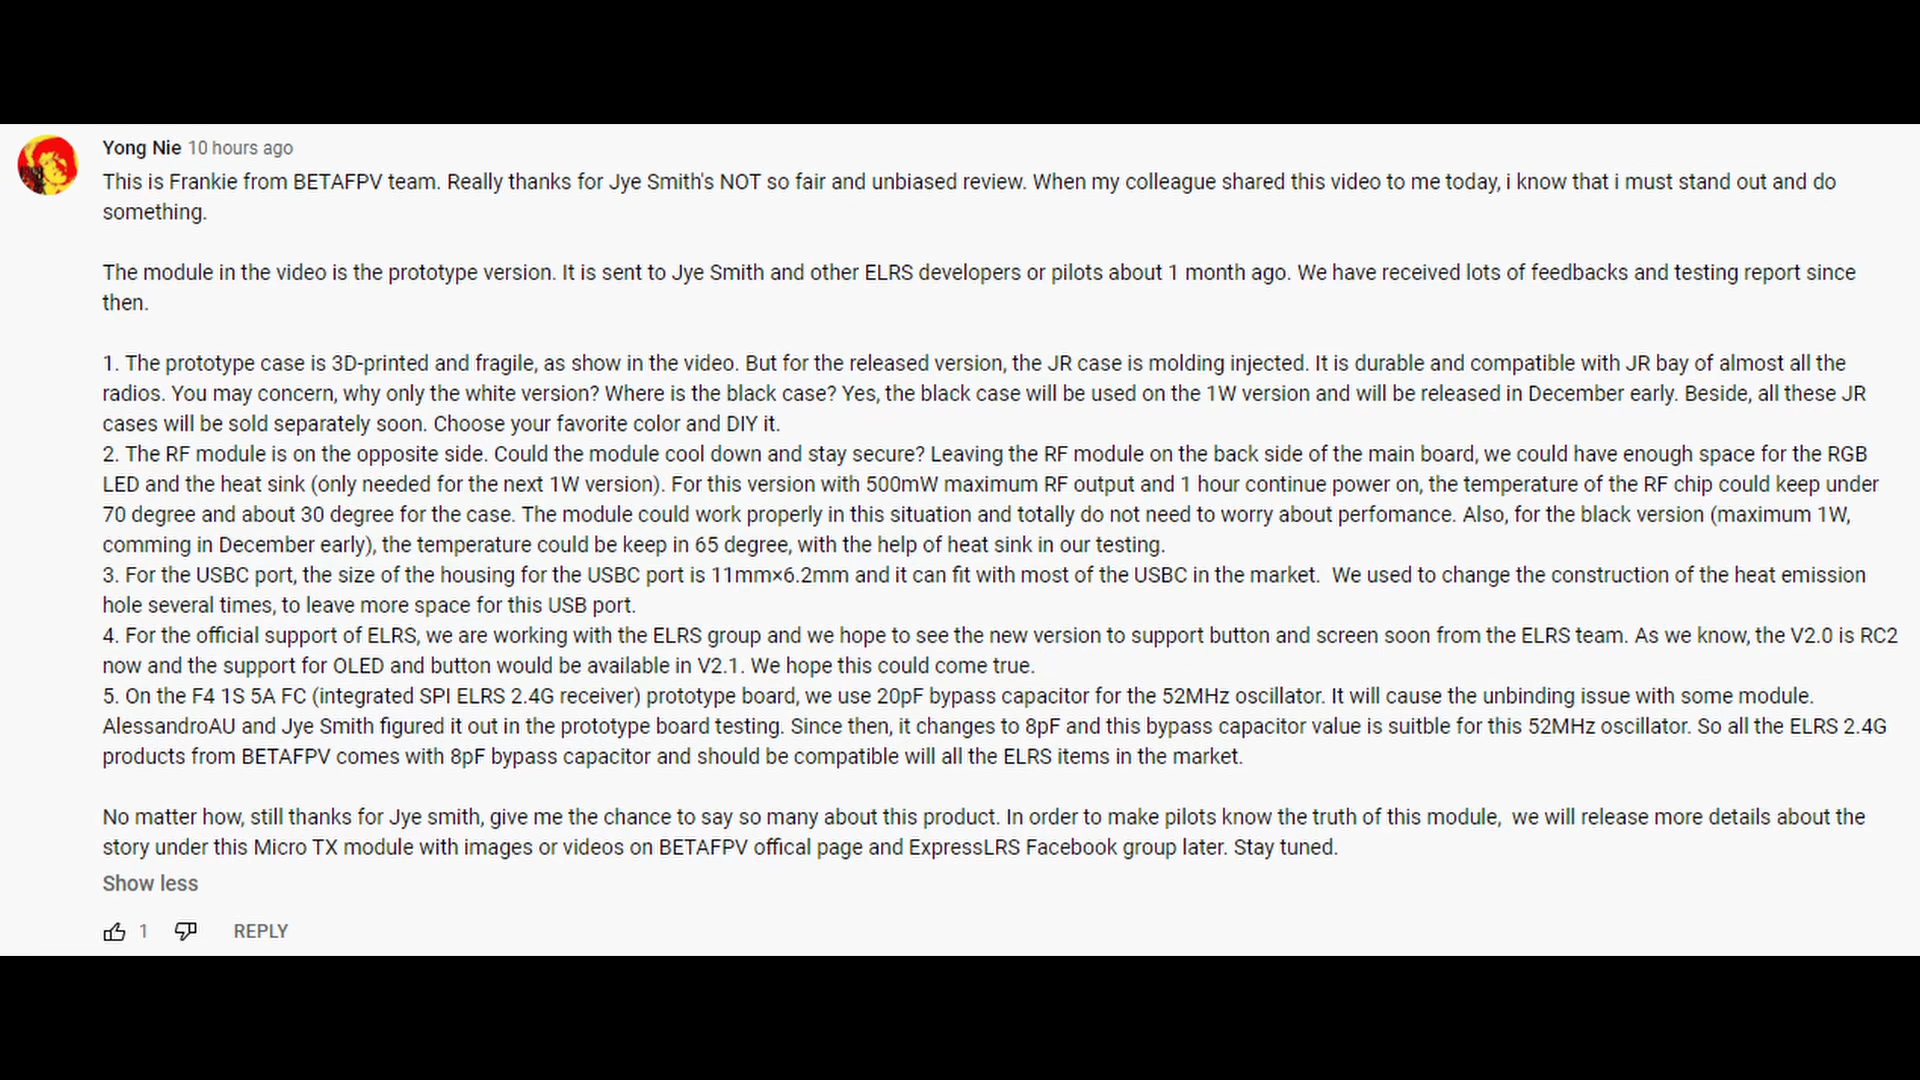 Yong Nie 10 hours ago
This is Frankie from BETAFPV team. Really thanks for Jye Smith's NOT so fair and unbiased review. When my colleague shared this video to me today, i know that i must stand out and do
something.
The module in the video is the prototype version. It is sent to Jye Smith and other ELRS developers or pilots about 1 month ago. We have received lots of feedbacks and testing report since
then.
1. The prototype case is 3D-printed and fragile, as show in the video. But for the released version, the JR case is molding injected. It is durable and compatible with JR bay of almost all the
radios. You may concern, why only the white version? Where is the black case? Yes, the black case will be used on the 1W version and will be released in December early. Beside, all these JR
cases will be sold separately soon. Choose your favorite color and DIY it.
2. The RF module is on the opposite side. Could the module cool down and stay secure? Leaving the RF module on the back side of the main board, we could have enough space for the RGB
LED and the heat sink (only needed for the next 1W version). For this version with 500mW maximum RF output and 1 hour continue power on, the temperature of the RF chip could keep under
70 degree and about 30 degree for the case. The module could work properly in this situation and totally do not need to worry about perfomance. Also, for the black version (maximum 1W,
comming in December early), the temperature could be keep in 65 degree, with the help of heat sink in our testing.
3. For the USBC port, the size of the housing for the USBC port is 11mm×6.2mm and it can fit with most of the USBC in the market.  We used to change the construction of the heat emission
hole several times, to leave more space for this USB port.
4. For the official support of ELRS, we are working with the ELRS group and we hope to see the new version to support button and screen soon from the ELRS team. As we know, the V2.0 is RC2
now and the support for OLED and button would be available in V2.1. We hope this could come true.
5. On the F4 1S 5A FC (integrated SPI ELRS 2.4G receiver) prototype board, we use 20pF bypass capacitor for the 52MHz oscillator. It will cause the unbinding issue with some module.
AlessandroAU and Jye Smith figured it out in the prototype board testing. Since then, it changes to 8pF and this bypass capacitor value is suitble for this 52MHz oscillator. So all the ELRS 2.4G
products from BETAFPV comes with 8pF bypass capacitor and should be compatible will all the ELRS items in the market.
No matter how, still thanks for Jye smith, give me the chance to say so many about this product. In order to make pilots know the truth of this module,  we will release more details about the
story under this Micro TX module with images or videos on BETAFPV offical page and ExpressLRS Facebook group later. Stay tuned.
Show less
1 REPLY